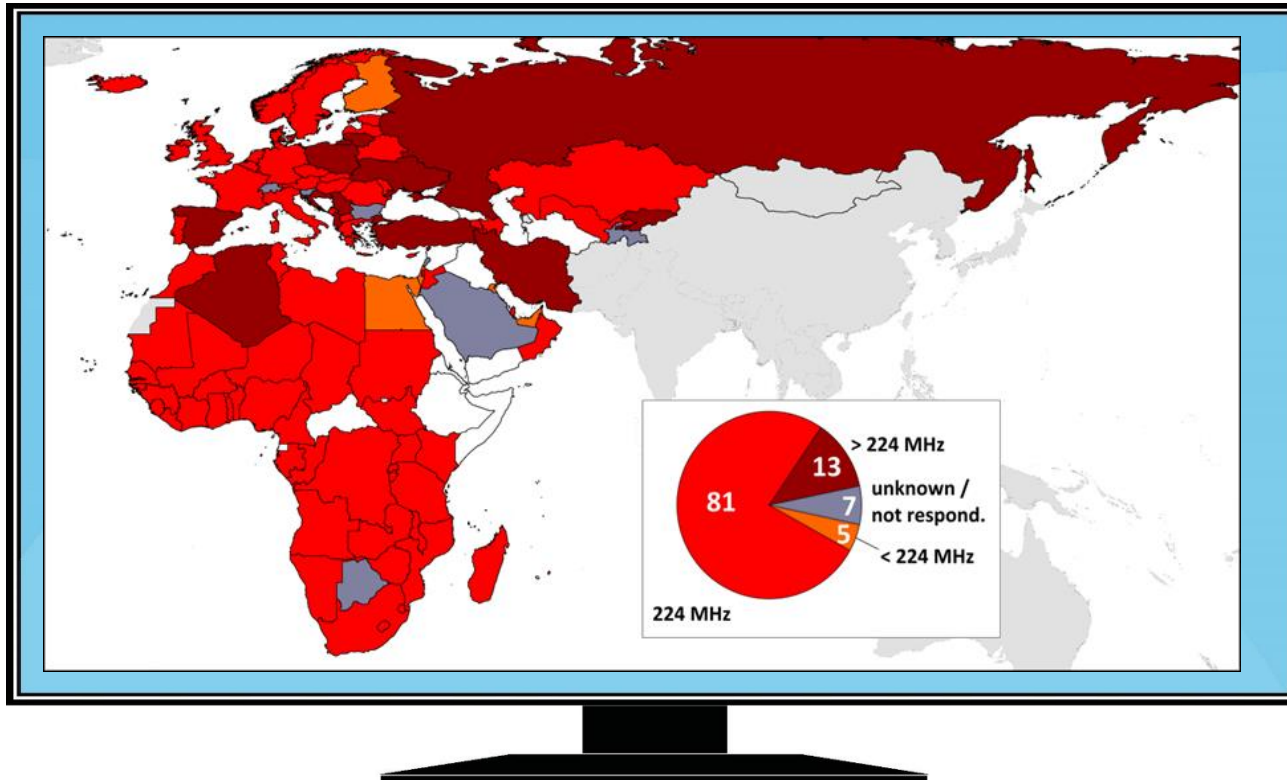 > 224 MHz
13
81
unknown /
7
not respond.
5
< 224 MHz
224 MHz